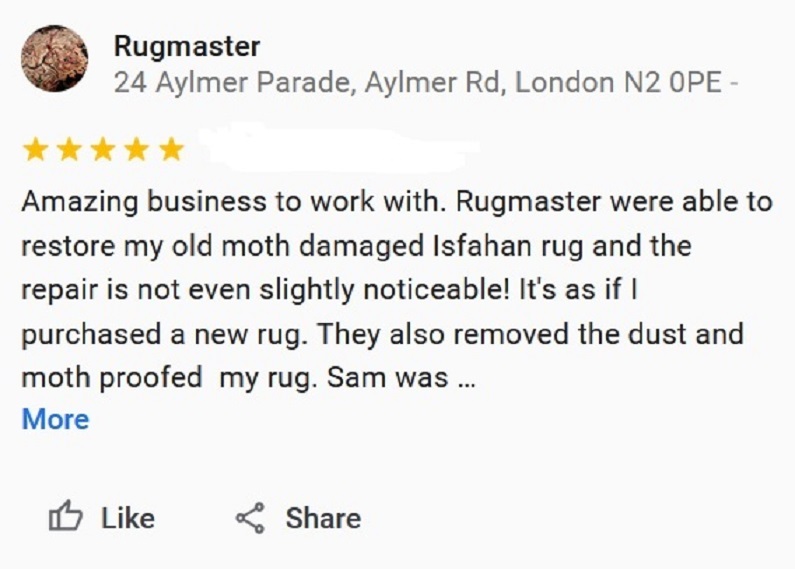 Rugmaster
24 Aylmer Parade, Aylmer Rd, London N2 0PE -
Amazing business to work with. Rugmaster were able to
restore my old moth damaged Isfahan rug and the
repair is not even slightly noticeable! It's as if I
purchased a new rug. They also removed the dust and
moth proofed  my rug. Sam was ...
More
Like
Share